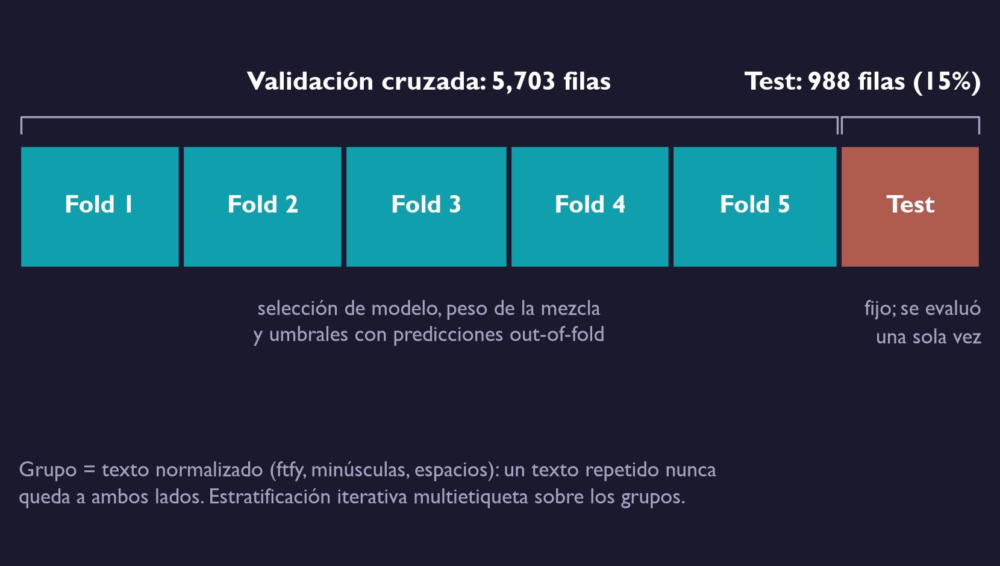 Validación cruzada: 5,703 filas
Test: 988 filas (15%)
Fold 1
Fold 2
Fold 3
Fold 4
Fold 5
Test
selección de modelo, peso de la mezcla
y umbrales con predicciones out-of-fold
fijo; se evaluó
una sola vez
Grupo = texto normalizado (ftfy, minúsculas, espacios): un texto repetido nunca
queda a ambos lados. Estratificación iterativa multietiqueta sobre los grupos.